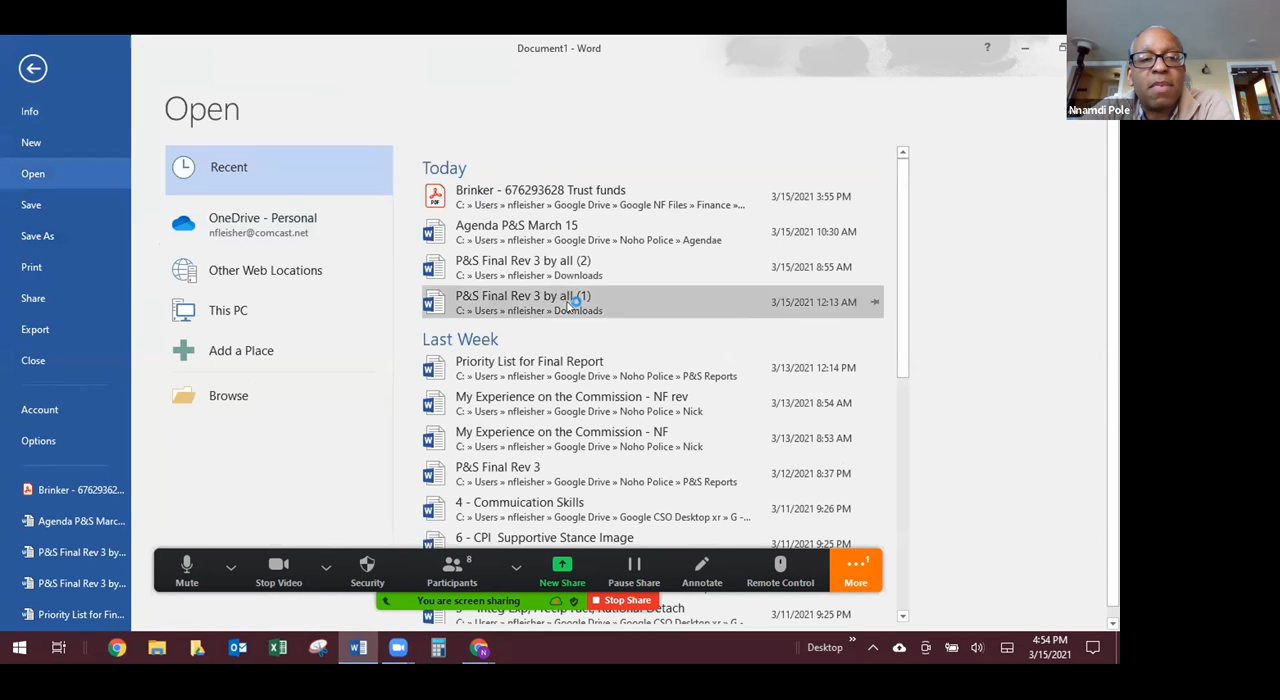 Document1 - Word
?
Nnamdi Pole
Info
New
Open
Save
Save As
Print
Share
Export
Close
Account
Options
Brinker - 67629362...
Agenda P&S Marc...
P&S Final Rev 3 by...
P&S Final Rev 3 by...
Priority List for Fin...
Open
Recent
OneDrive - Personal
nfleisher@comcast.net
Other Web Locations
This PC
Add a Place
Browse
Today
Brinker - 676293628 Trust funds
C: » Users » nfleisher » Google Drive » Google NF Files » Finance »...
3/15/2021 3:55 PM
Agenda P&S March 15
C: » Users » nfleisher » Google Drive » Noho Police » Agendae
3/15/2021 10:30 AM
P&S Final Rev 3 by all (2)
C: » Users » nfleisher » Downloads
3/15/2021 8:55 AM
P&S Final Rev 3 by all (1)
C: » Users » nfleisher » Downloads
3/15/2021 12:13 AM
Last Week
Priority List for Final Report
C: » Users » nfleisher » Google Drive » Noho Police » P&S Reports
3/13/2021 12:14 PM
My Experience on the Commission - NF rev
C: » Users » nfleisher » Google Drive » Noho Police » Nick
3/13/2021 8:54 AM
My Experience on the Commission - NF
C: » Users » nfleisher » Google Drive » Noho Police » Nick
3/13/2021 8:53 AM
P&S Final Rev 3
C: » Users » nfleisher » Google Drive » Noho Police » P&S Reports
3/12/2021 8:37 PM
4 - Commuication Skills
C: » Users » nfleisher » Google Drive » Google CSO Desktop xr » G -...
3/11/2021 9:26 PM
6 - CPI Supportive Stance Image
3/11/2021 9:25 PM
Mute
Stop Video
Security
Participants
8
New Share
Pause Share
Annotate
Remote Control
More
1
You are screen sharing
Stop Share
Detach
3/11/2021 9:25 PM
C: » Users » nfleisher » Google Drive » Google CSO Desktop xr » G -...
PDF
Desktop
4:54 PM
3/15/2021